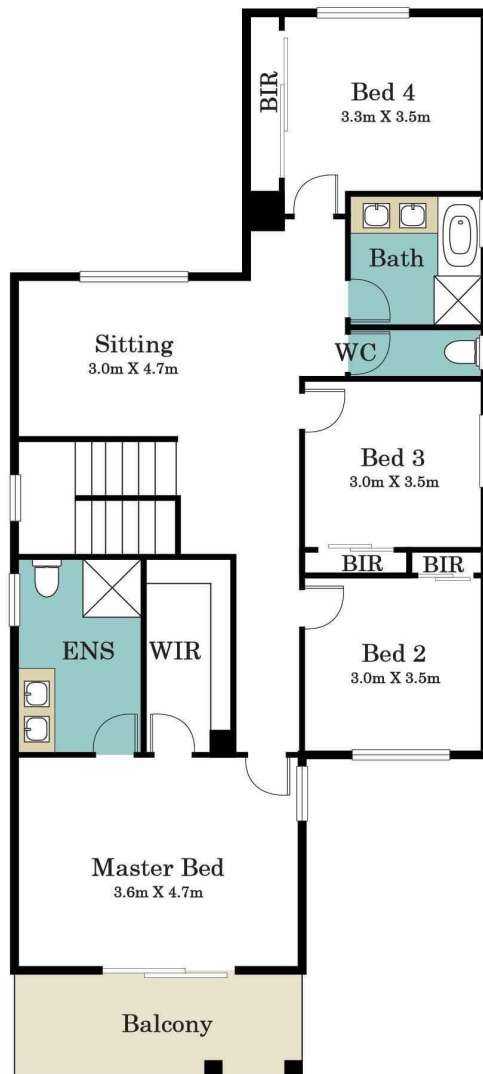 BIR
Bed 4
3.3m X 3.5m
Bath
Sitting
3.0m X 4.7m
WC
Bed 3
3.0m X 3.5m
BIR
BIR
ENS
WIR
Bed 2
3.0m X 3.5m
Master Bed
3.6m X 4.7m
Balcony